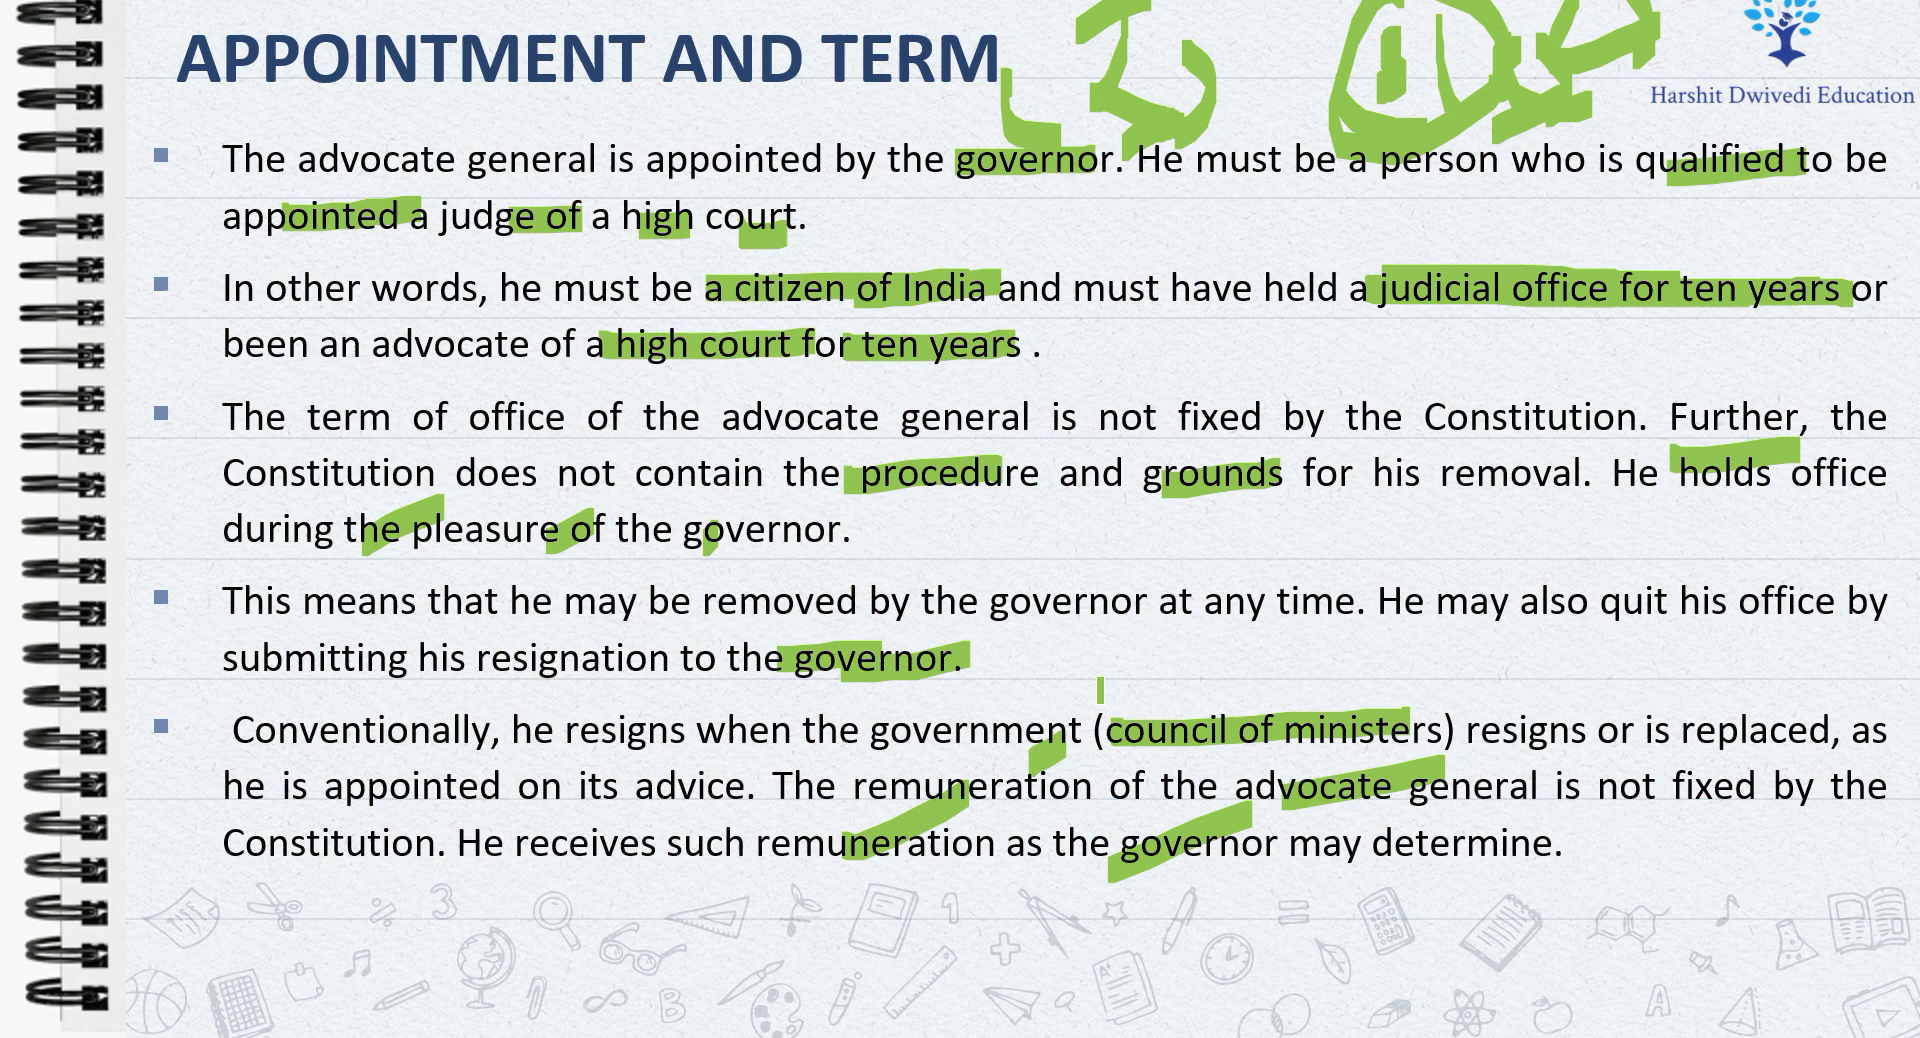 APPOINTMENT AND TERM
Harshit Dwivedi Education
The advocate general is appointed by the governor. He must be a person who is qualified to be
appointed a judge of a high court.
In other words, he must be a citizen of India and must have held a judicial office for ten years or
been an advocate of a high court for ten years .
The term of office of the advocate general is not fixed by the Constitution. Further, the
Constitution does not contain the procedure and grounds for his removal. He holds office
during the pleasure of the governor.
This means that he may be removed by the governor at any time. He may also quit his office by
submitting his resignation to the governor.
Conventionally, he resigns when the government (council of ministers) resigns or is replaced, as
he is appointed on its advice. The remuneration of the advocate general is not fixed by the
Constitution. He receives such remuneration as the governor may determine.